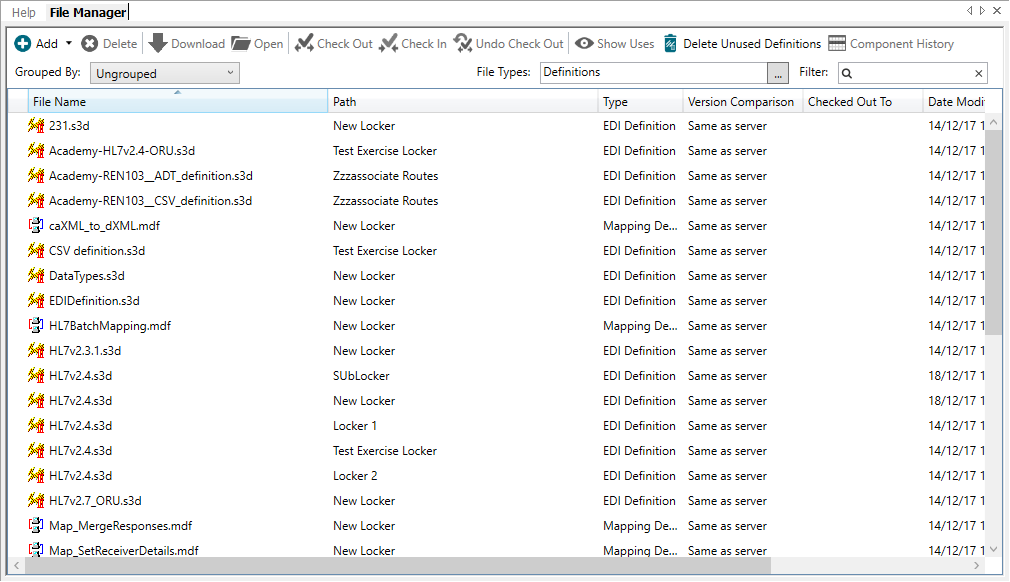 Help File Manager
Add Delete Download Open Check Out Check In Undo Check Out Show Uses Delete Unused Definitions Component History
Grouped By: Ungrouped File Types: Definitions ... Filter:
File Name Path Type Version Comparison Checked Out To Date Modi
231.s3d New Locker EDI Definition Same as server 14/12/17 1
Academy-HL7v2.4-ORU.s3d Test Exercise Locker EDI Definition Same as server 14/12/17 1
Academy-REN103__ADT_definition.s3d Zzzassociate Routes EDI Definition Same as server 14/12/17 1
Academy-REN103__CSV_definition.s3d Zzzassociate Routes EDI Definition Same as server 14/12/17 1
caXML_to_dXML.mdf New Locker Mapping De... Same as server 14/12/17 1
CSV definition.s3d Test Exercise Locker EDI Definition Same as server 14/12/17 1
DataTypes.s3d New Locker EDI Definition Same as server 14/12/17 1
EDIDefinition.s3d New Locker EDI Definition Same as server 14/12/17 1
HL7BatchMapping.mdf New Locker Mapping De... Same as server 14/12/17 1
HL7v2.3.1.s3d New Locker EDI Definition Same as server 14/12/17 1
HL7v2.4.s3d SUbLocker EDI Definition Same as server 18/12/17 1
HL7v2.4.s3d New Locker EDI Definition Same as server 18/12/17 1
HL7v2.4.s3d Locker 1 EDI Definition Same as server 14/12/17 1
HL7v2.4.s3d Test Exercise Locker EDI Definition Same as server 14/12/17 1
HL7v2.4.s3d Locker 2 EDI Definition Same as server 14/12/17 1
HL7v2.7_ORU.s3d New Locker EDI Definition Same as server 14/12/17 1
Map_MergeResponses.mdf New Locker Mapping De... Same as server 14/12/17 1
Map_SetReceiverDetails.mdf New Locker Mapping De... Same as server 14/12/17 1